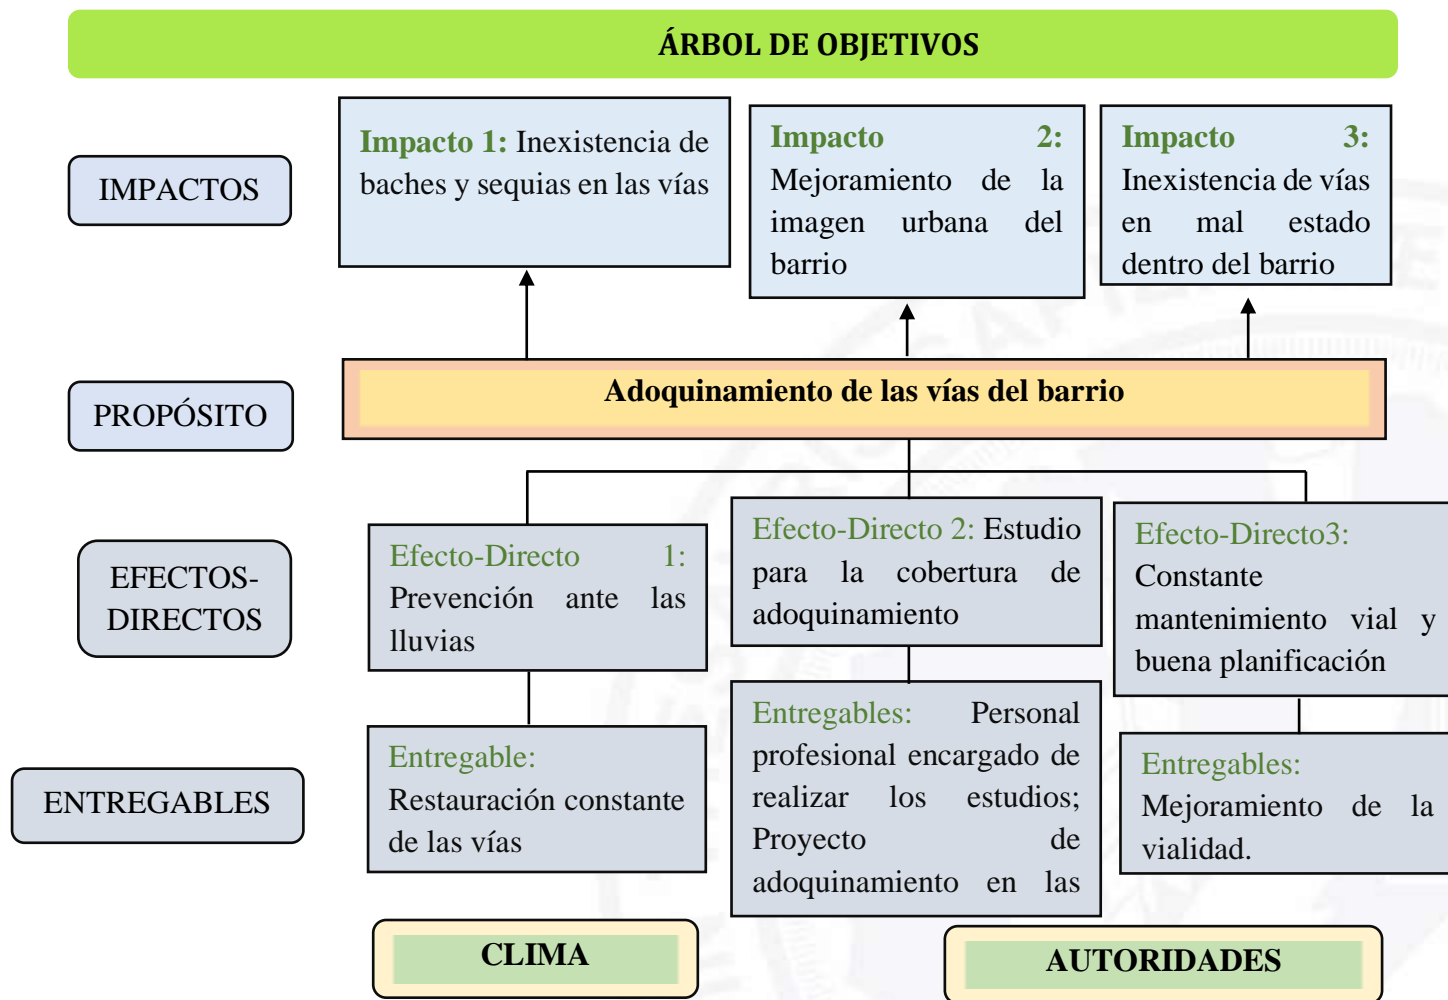 ÁRBOL DE OBJETIVOS
IMPACTOS
Impacto 1: Inexistencia de
baches y sequias en las vías
Impacto 2:
Mejoramiento de la
imagen urbana del
barrio
Impacto 3:
Inexistencia de vías
en mal estado
dentro del barrio
PROPÓSITO
Adoquinamiento de las vías del barrio
EFECTOS-
DIRECTOS
Efecto-Directo 1:
Prevención ante las
lluvias
Efecto-Directo 2: Estudio
para la cobertura de
adoquinamiento
Efecto-Directo3:
Constante
mantenimiento vial y
buena planificación
ENTREGABLES
Entregable:
Restauración constante
de las vías
Entregables: Personal
profesional encargado de
realizar los estudios;
Proyecto de
adoquinamiento en las
Entregables:
Mejoramiento de la
vialidad.
CLIMA
AUTORIDADES